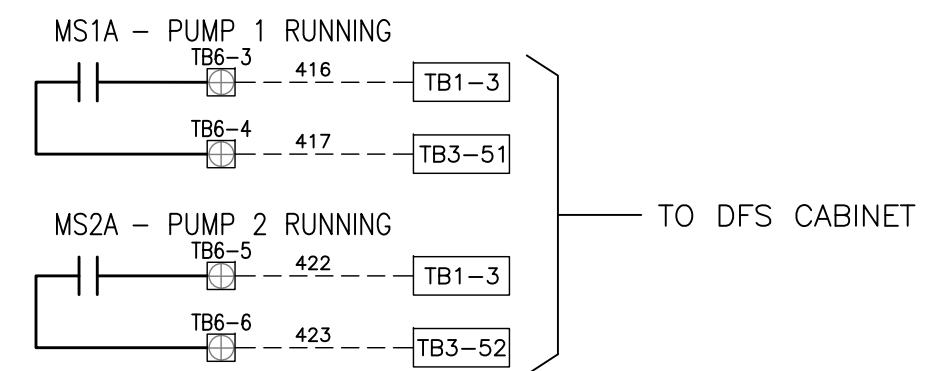 MS1A – PUMP 1 RUNNING
TB6–3
416
TB1–3
TB6–4
417
TB3–51
MS2A – PUMP 2 RUNNING
TB6–5
422
TB1–3
TB6–6
423
TB3–52
TO DFS CABINET